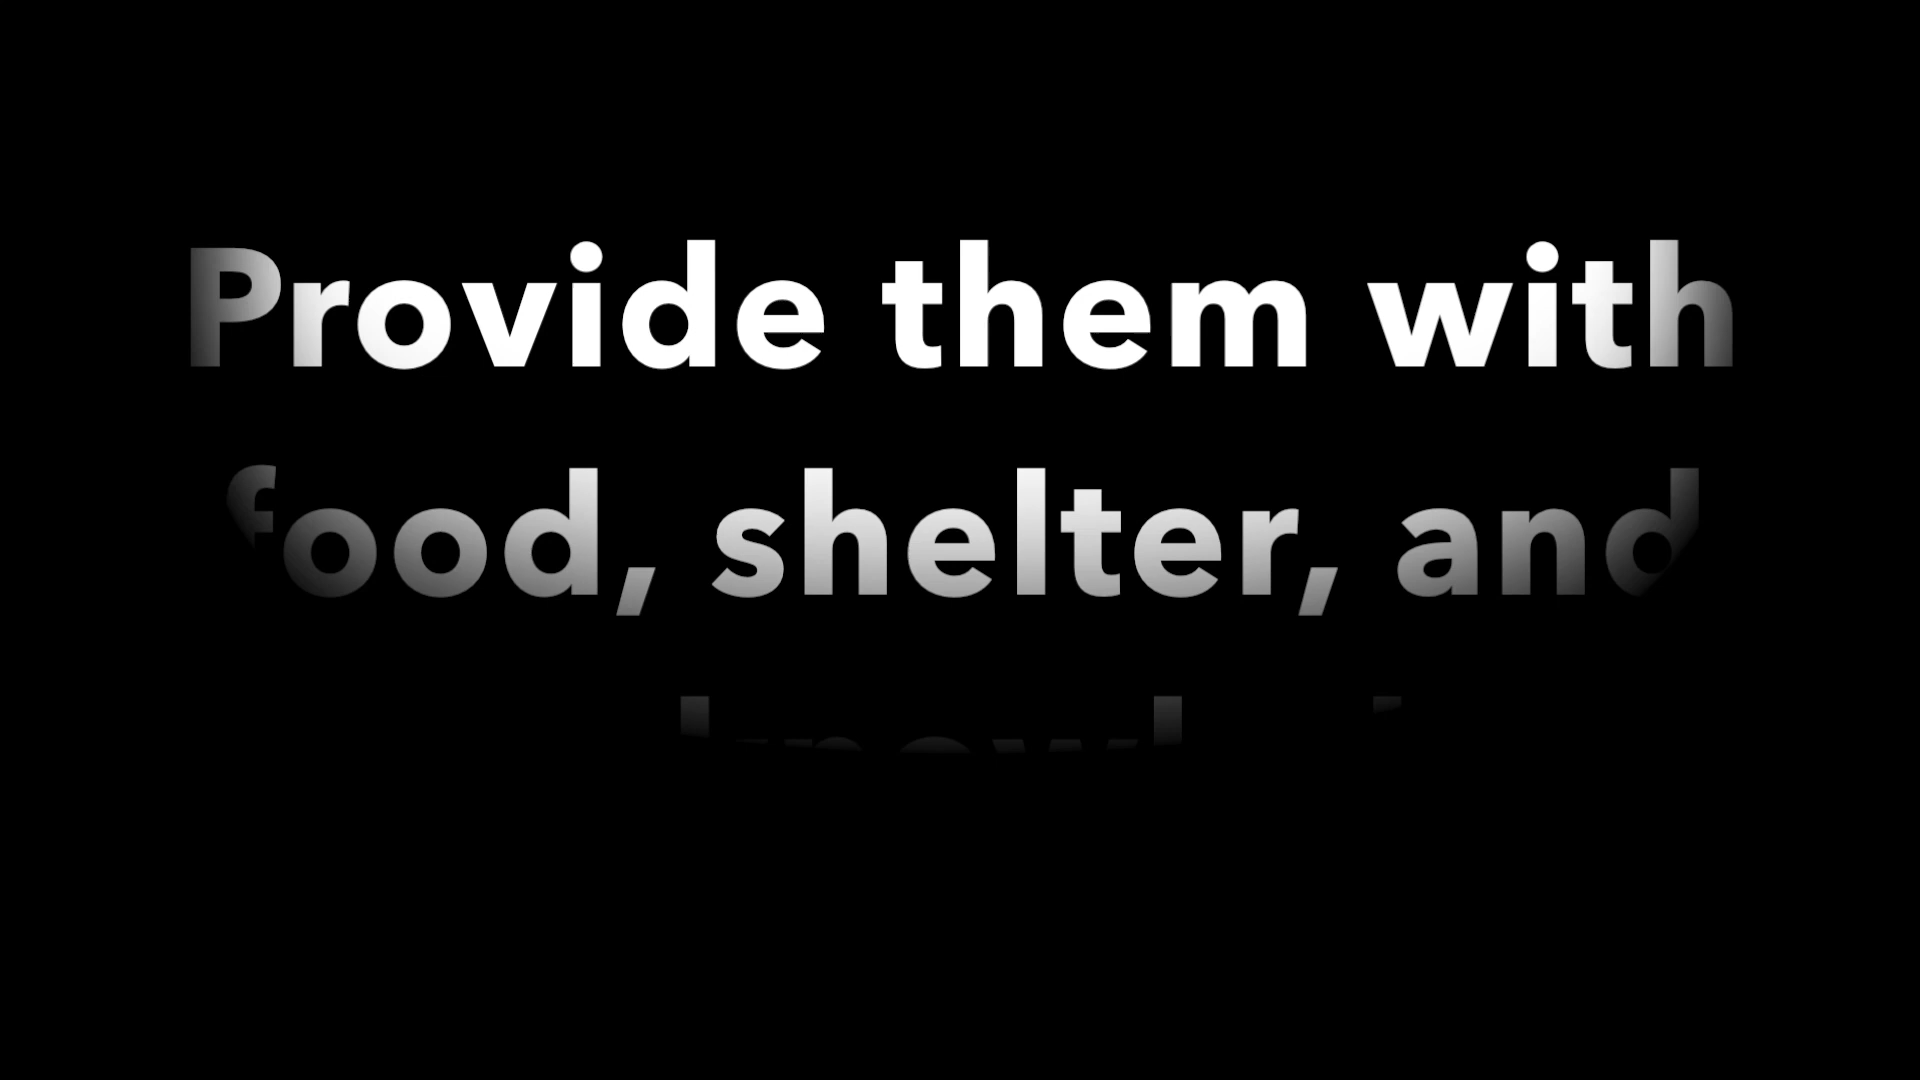 Provide them with
food, shelter, and